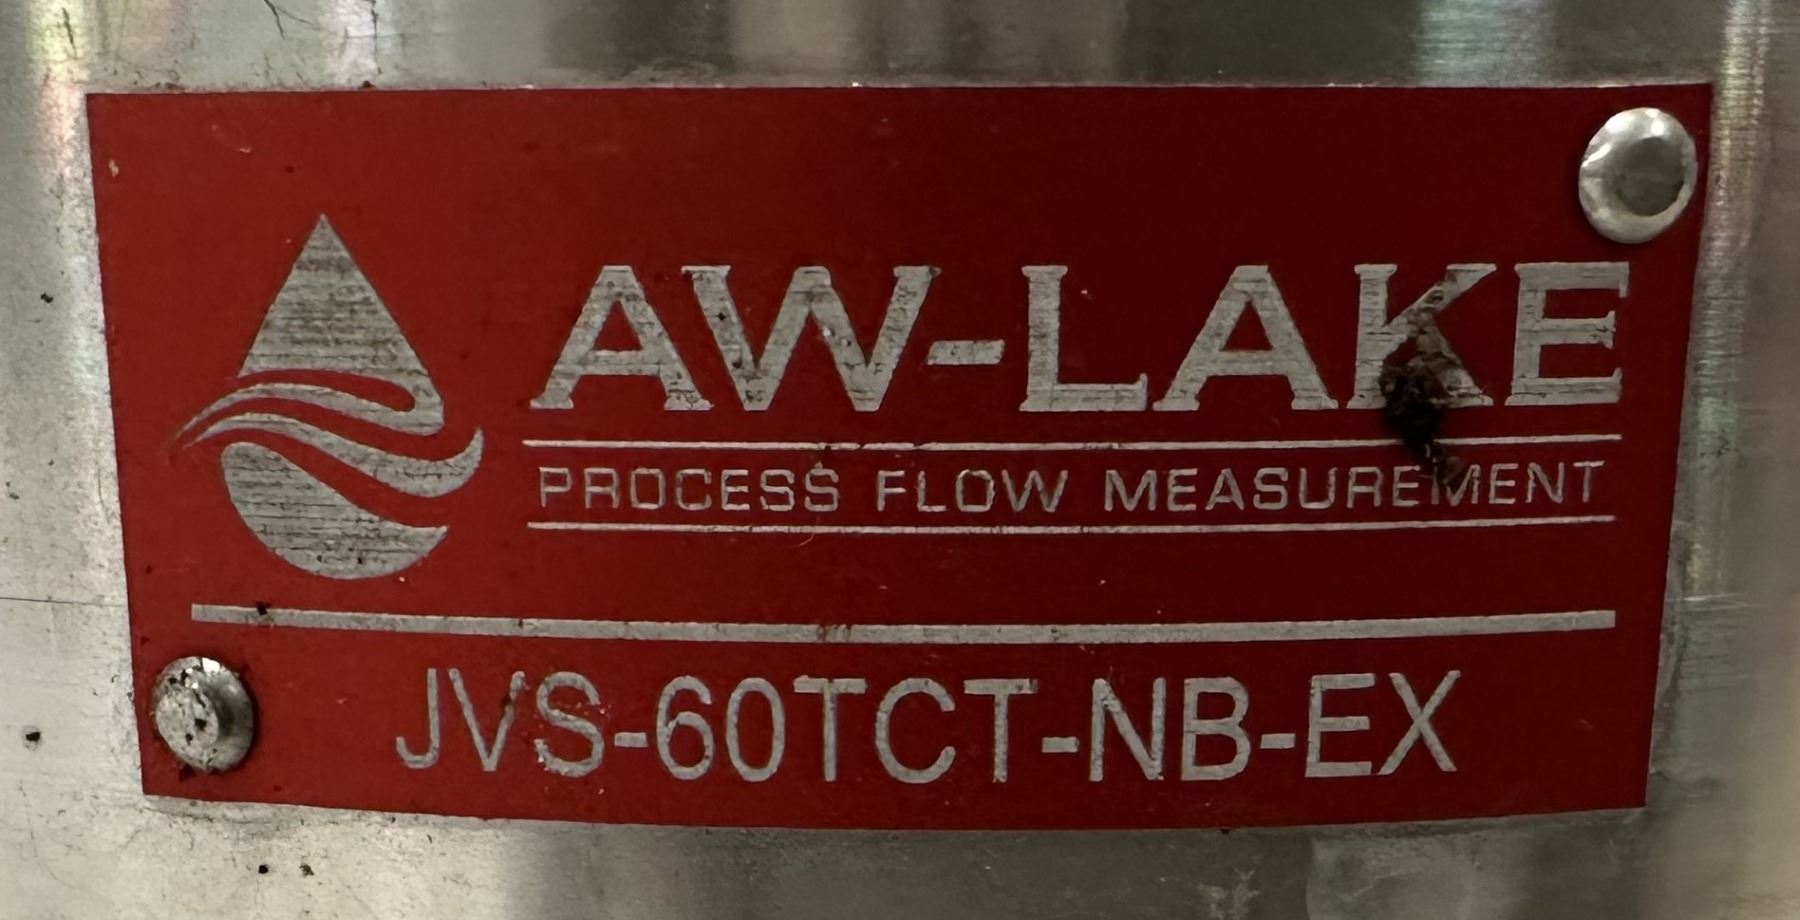 AW-LAKE
PROCESS FLOW MEASUREMENT
JVS-60TCT-NB-EX